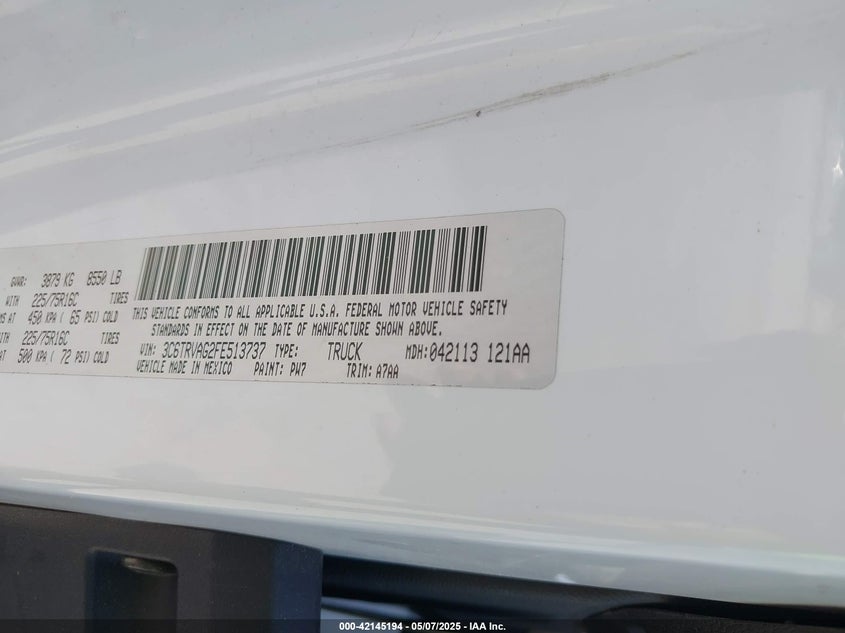 GVWR: 3879 KG 8550 LB
WITH 225/75R16C TIRES
AT 450 KPA ( 65 PSI) COLD
WITH 225/75R16C TIRES
AT 500 KPA ( 72 PSI) COLD
THIS VEHICLE CONFORMS TO ALL APPLICABLE U.S.A. FEDERAL MOTOR VEHICLE SAFETY
STANDARDS IN EFFECT ON THE DATE OF MANUFACTURE SHOWN ABOVE.
VIN: 3C6TRVAG2FE513737 TYPE: TRUCK MDH:042113 121AA
VEHICLE MADE IN MEXICO PAINT: PW7 TRIM: A7AA
000-42145194 - 05/07/2025 - IAA Inc.